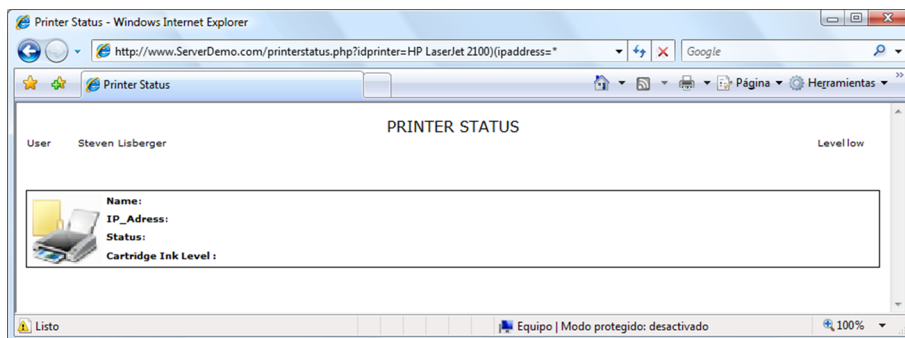 Printer Status - Windows Internet Explorer
http://www.ServerDemo.com/printerstatus.php?idprinter=HP LaserJet 2100)(ipaddress=*
Google
Printer Status
Página
Herramientas
PRINTER STATUS
User Steven Lisberger Level low
Name:
IP_Adress:
Status:
Cartridge Ink Level :
Listo
Equipo | Modo protegido: desactivado
100%